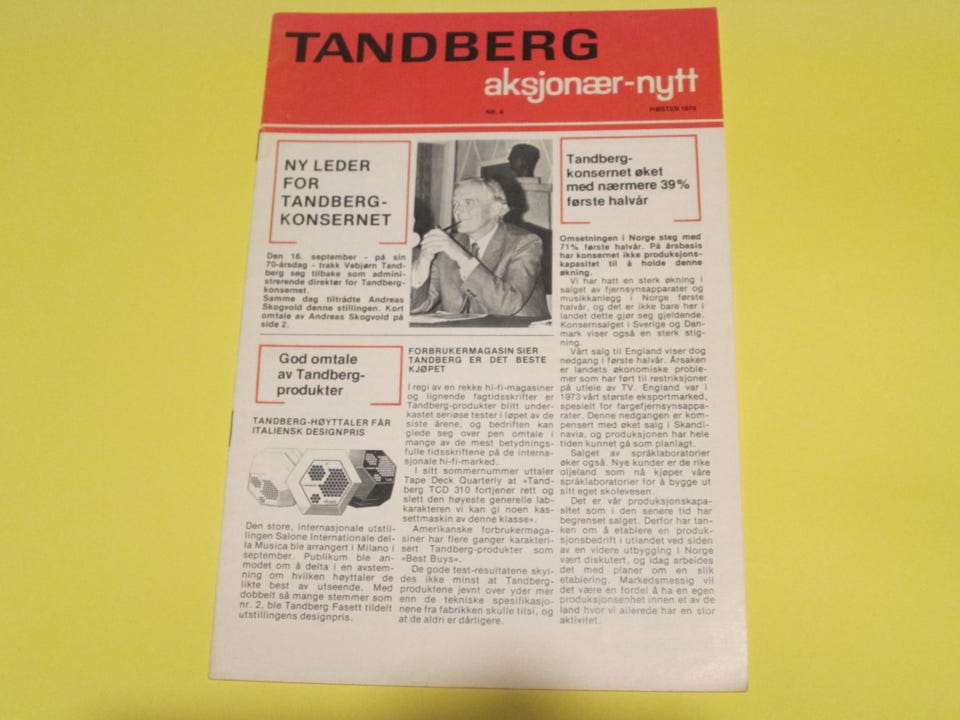 TANDBERG
aksjonær-nytt
NR. 6
HØSTEN 1974
NY LEDER
FOR
TANDBERG-
KONSERNET
Den 16. september - på sin
70-årsdag - trakk Vebjørn Tand-
berg seg tilbake som admini-
strerende direktør for Tandberg-
konsernet.
Samme dag tiltrådte Andreas
Skogvold denne stillingen. Kort
omtale av Andreas Skogvold på
side 2.
God omtale
av Tandberg-
produkter
TANDBERG-HØYTTALER FÅR
ITALIENSK DESIGNPRIS
Den store, internasjonale utstil-
lingen Salone Internationale del-
la Musica ble arrangert i Milano i
september. Publikum ble an-
modet om å delta i en avstem-
ning om hvilken høyttaler de
likte best av utseende. Med
dobbelt så mange stemmer som
nr. 2, ble Tandberg Fasett tildelt
utstillingens designpris.
FORBRUKERMAGASIN SIER
TANDBERG ER DET BESTE
KJØPET
I regi av en rekke hi-fi-magasiner
og lignende fagtidsskrifter er
Tandberg-produkter blitt under-
kastet seriøse tester i løpet av de
siste årene, og bedriften kan
glede seg over pen omtale i
mange av de mest betydnings-
fulle tidsskriftene på de interna-
sjonale hi-fi-marked.
I sitt sommernummer uttaler
Tape Deck Quarterly at «Tand-
berg TCD 310 fortjener rett og
slett den høyeste generelle lab-
karakteren vi kan gi noen kas-
settmaskin av denne klasse».
Amerikanske forbrukermaga-
siner har flere ganger karakteri-
sert Tandberg-produkter som
«Best Buys».
De gode test-resultatene skyl-
des ikke minst at Tandberg-
produktene jevnt over yder mer
enn de tekniske spesifikasjo-
nene fra fabrikken skulle tilsi, og
at de aldri er dårligere.
Tandberg-
konsernet øket
med nærmere 39%
første halvår
Omsetningen i Norge steg med
71% første halvår. På årsbasis
har konsernet ikke produksjons-
kapasitet til å holde denne
økning.
Vi har hatt en sterk økning i
salget av fjernsynsapparater og
musikkanlegg i Norge første
halvår, og det er ikke bare her i
landet dette gjør seg gjeldende.
Konsernsalget i Sverige og Dan-
mark viser også en sterk stig-
ning.
Vårt salg til England viser dog
nedgang i første halvår. Årsaken
er landets økonomiske proble-
mer som har ført til restriksjoner
på utleie av TV. England var i
1973 vårt største eksportmarked,
spesielt for fargefjernsynsappa-
rater. Denne nedgangen er kom-
pensert med øket salg i Skandi-
navia, og produksjonen har hele
tiden kunnet gå som planlagt.
Salget av språklaboratorier
øker også. Nye kunder er de rike
oljeland som nå kjøper våre
språklaboratorier for å bygge ut
sitt eget skolevesen.
Det er vår produksjonskapa-
sitet som i den senere tid har
begrenset salget. Derfor har tan-
ken om å etablere en produk-
sjonsbedrift i utlandet ved siden
av en videre utbygging i Norge
vært diskutert, og idag arbeides
det med planer om en slik
etablering. Markedsmessig vil
det være en fordel å ha en egen
produksjonsenhet innen et av de
land hvor vi allerede har en stor
aktivitet.